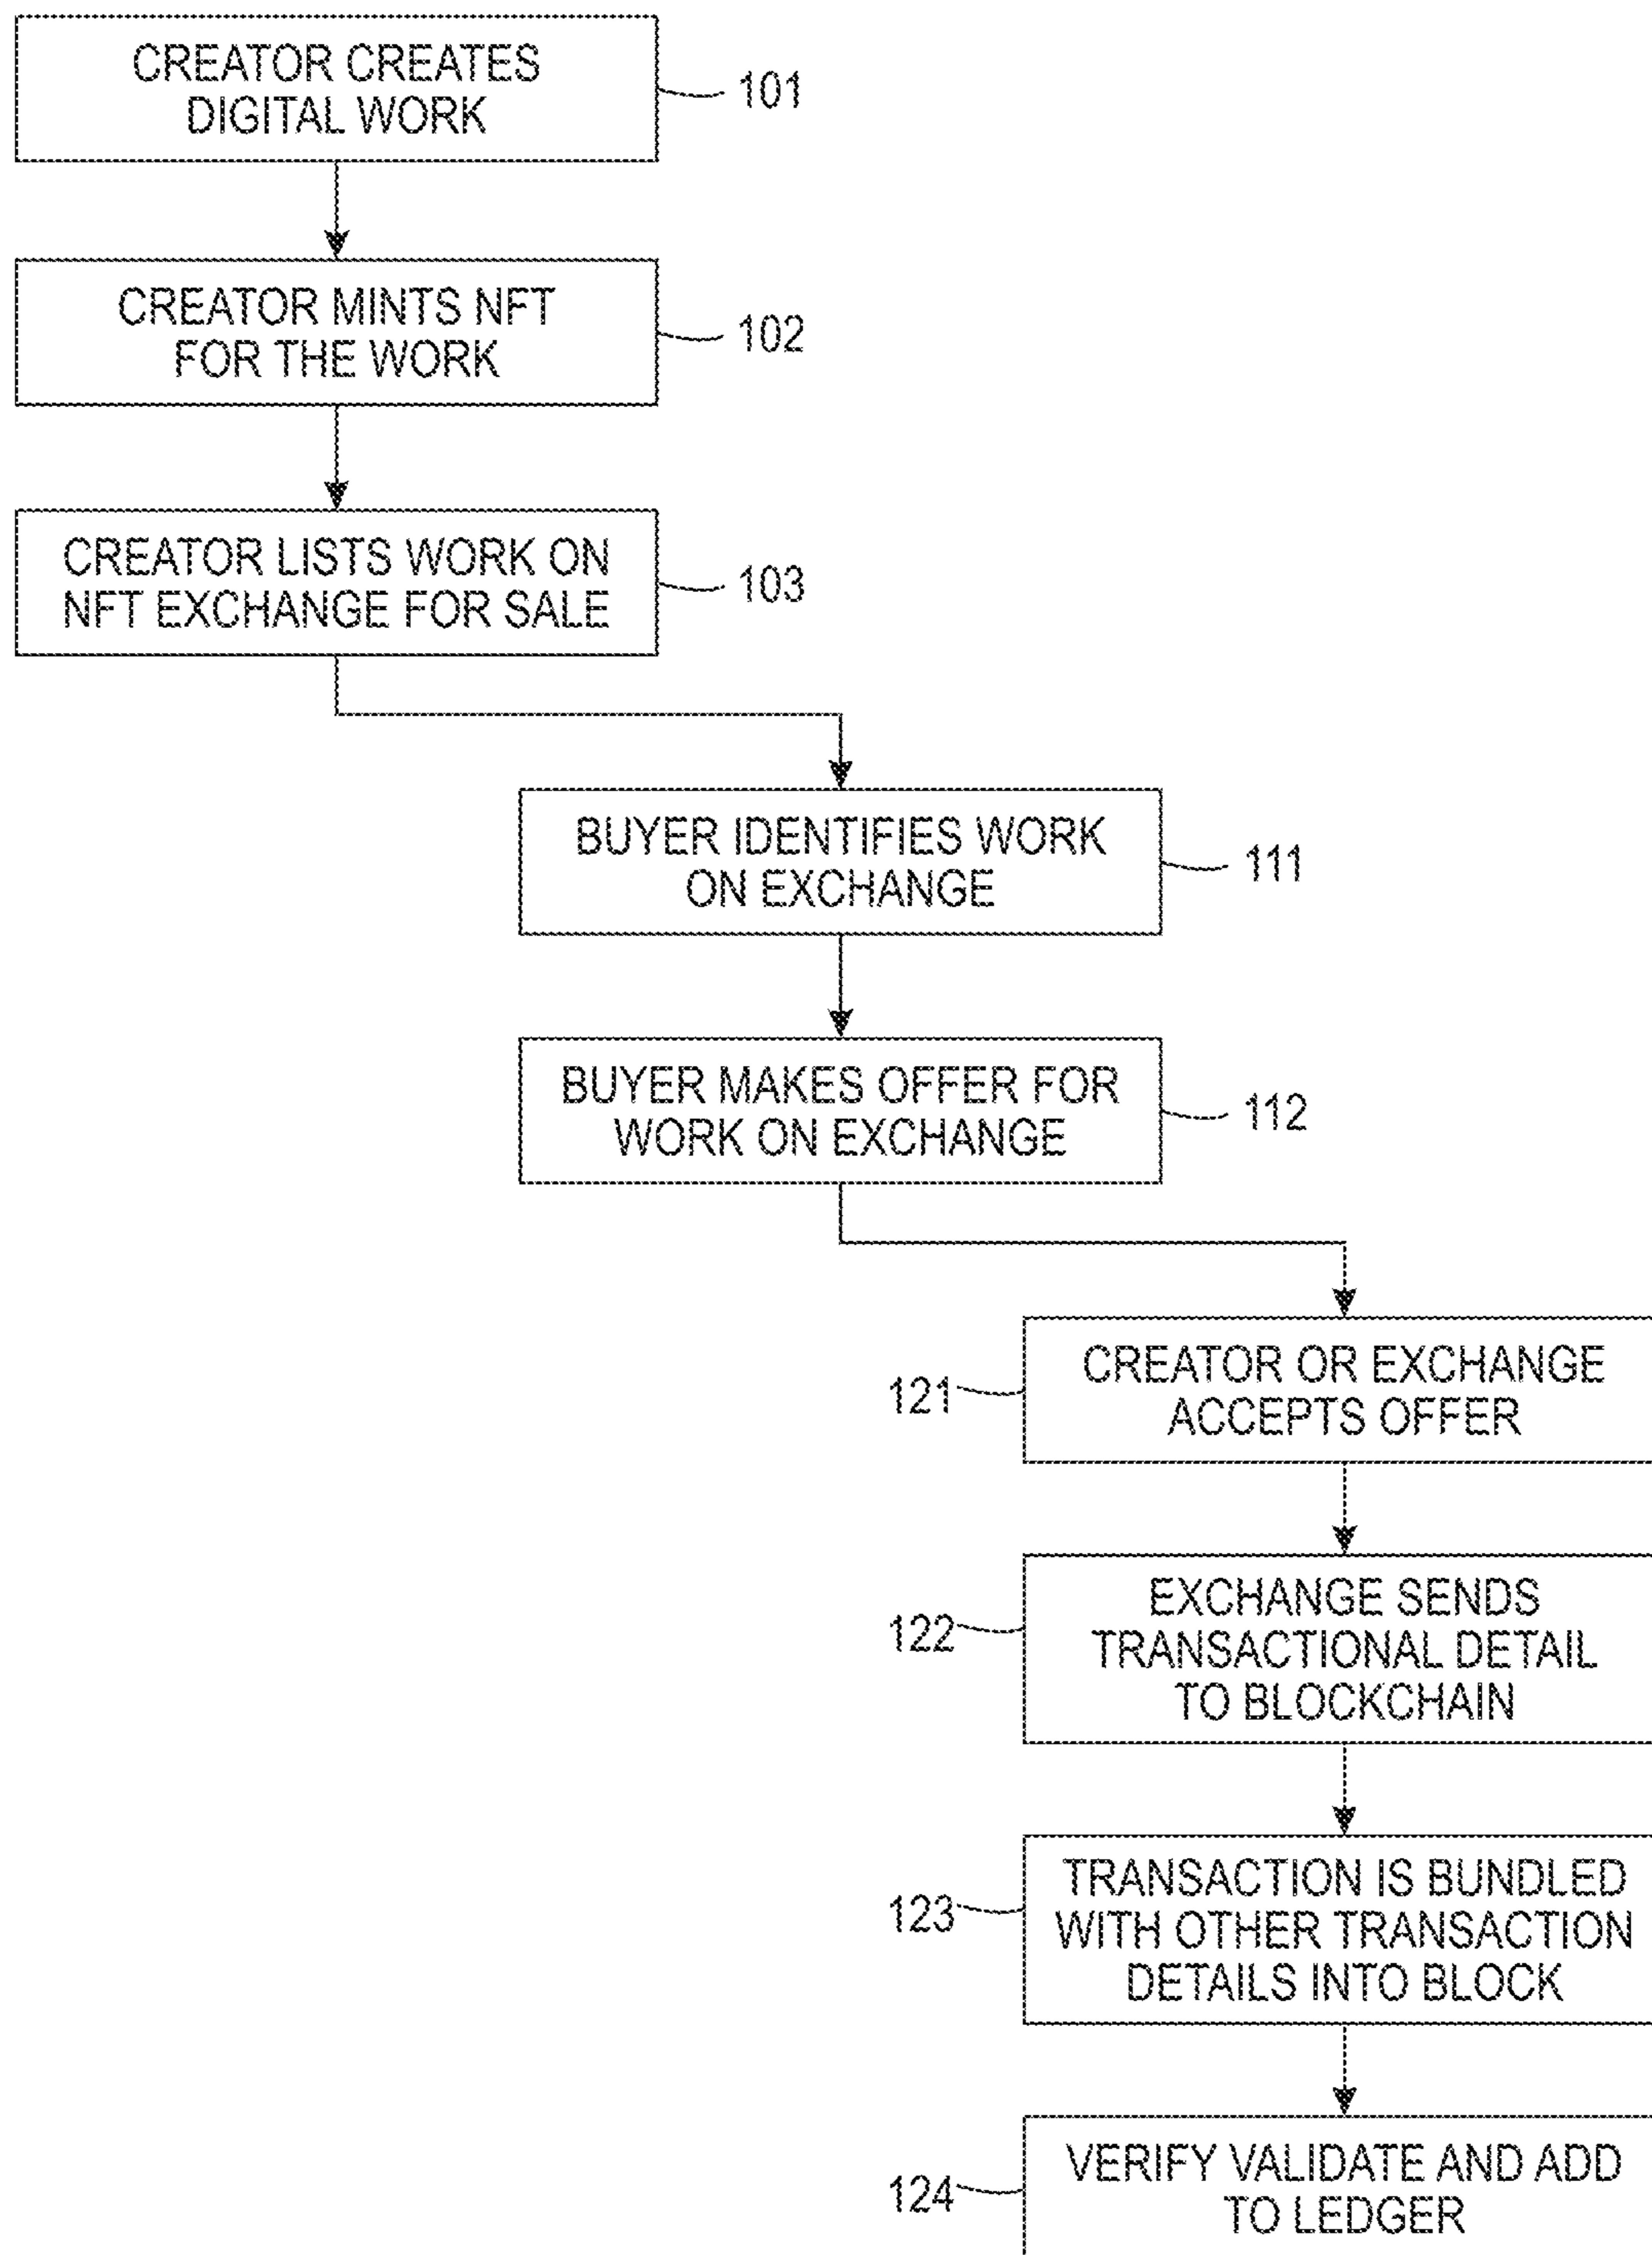 CREATOR CREATES
DIGITAL WORK
101
CREATOR MINTS NFT
FOR THE WORK
102
CREATOR LISTS WORK ON
NFT EXCHANGE FOR SALE
103
BUYER IDENTIFIES WORK
ON EXCHANGE
111
BUYER MAKES OFFER FOR
WORK ON EXCHANGE
112
CREATOR OR EXCHANGE
ACCEPTS OFFER
121
EXCHANGE SENDS
TRANSACTIONAL DETAIL
TO BLOCKCHAIN
122
TRANSACTION IS BUNDLED
WITH OTHER TRANSACTION
DETAILS INTO BLOCK
123
VERIFY VALIDATE AND ADD
TO LEDGER
124